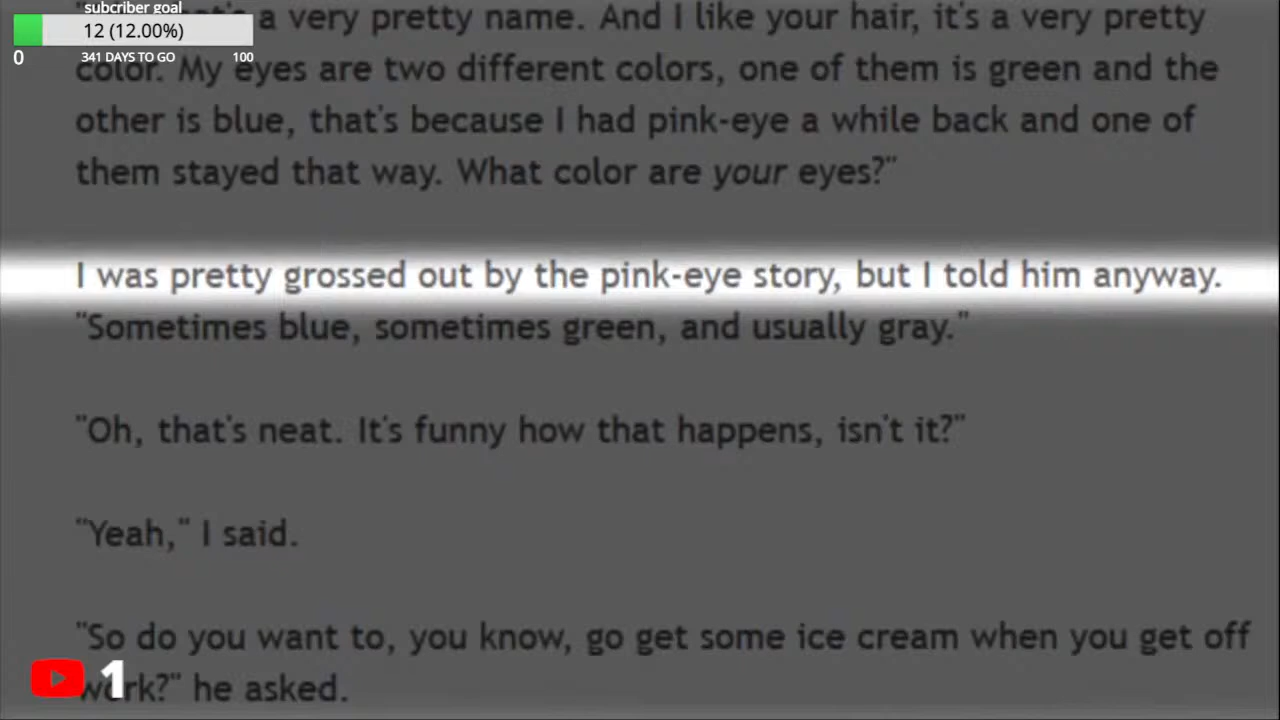 subcriber goal
12 (12.00%)
0 341 DAYS TO GO 100
a very pretty name. And I like your hair, it's a very pretty
color. My eyes are two different colors, one of them is green and the
other is blue, that's because I had pink-eye a while back and one of
them stayed that way. What color are your eyes?"
I was pretty grossed out by the pink-eye story, but I told him anyway.
"Sometimes blue, sometimes green, and usually gray."
"Oh, that's neat. It's funny how that happens, isn't it?"
"Yeah," I said.
"So do you want to, you know, go get some ice cream when you get off
work?" he asked.
1